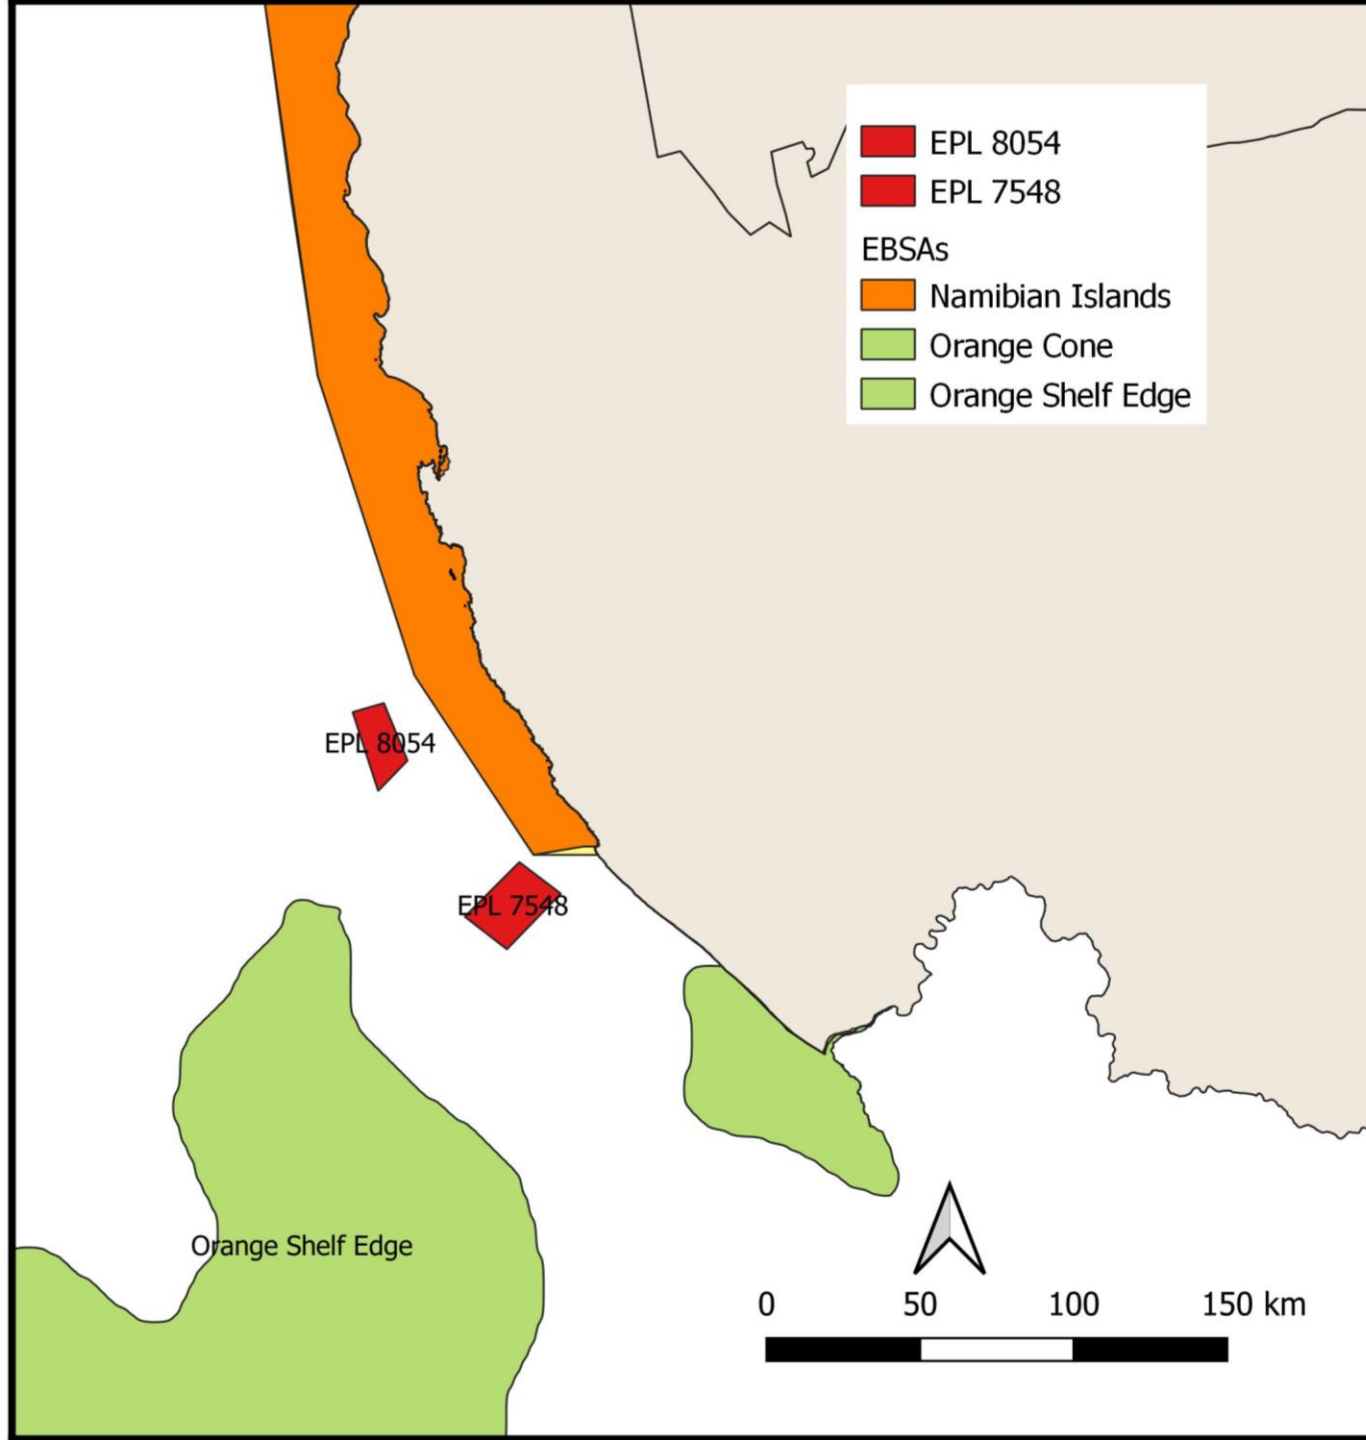 EPL 8054
EPL 7548
EBSAs
Namibian Islands
Orange Cone
Orange Shelf Edge
EPL 8054
EPL 7548
Orange Shelf Edge
0 50 100 150 km